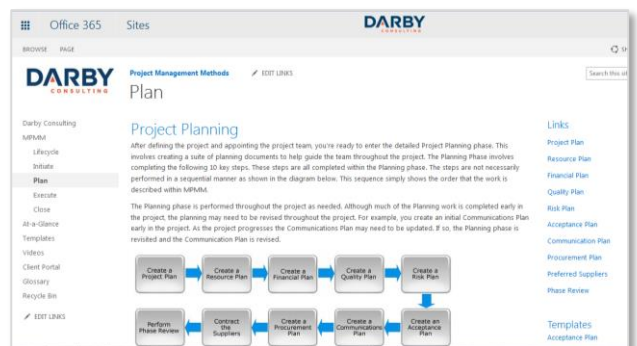 Office 365
Sites
DARBY
CONSULTING
BROWSE
PAGE
DARBY
CONSULTING
Project Management Methods
EDIT LINKS
Search this sit
Plan
Darby Consulting
MPMM
Lifecycle
Initiate
Plan
Execute
Close
At-a-Glance
Templates
Videos
Client Portal
Glossary
Recycle Bin
EDIT LINKS
Project Planning
After defining the project and appointing the project team, you're ready to enter the detailed Project Planning phase. This
involves creating a suite of planning documents to help guide the team throughout the project. The Planning Phase involves
completing the following 10 key steps. These steps are all completed within the Planning phase. The steps are not necessarily
performed in a sequential manner as shown in the diagram below. This sequence simply shows the order that the work is
described within MPMM.
The Planning phase is performed throughout the project as needed. Although much of the Planning work is completed early in
the project, the planning may need to be revised throughout the project. For example, you create an initial Communications Plan
early in the project. As the project progresses the Communications Plan may need to be updated. If so, the Planning phase is
revisited and the Communication Plan is revised.
Create a
Project Plan
Create a
Resource Plan
Create a
Financial Plan
Create a
Quality Plan
Create a
Risk Plan
Perform
Phase Review
Contract
the
Suppliers
Create a
Procurement
Plan
Create a
Communications
Plan
Create an
Acceptance
Plan
Links
Project Plan
Resource Plan
Financial Plan
Quality Plan
Risk Plan
Acceptance Plan
Communication Plan
Procurement Plan
Preferred Suppliers
Phase Review
Templates
Acceptance Plan